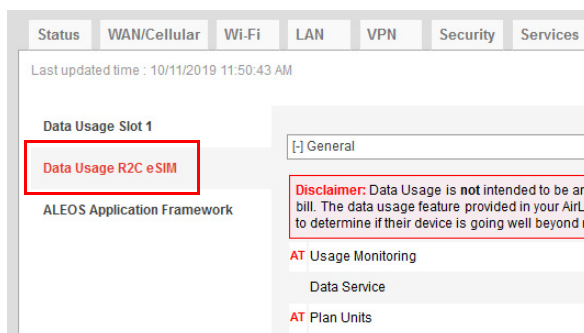 Status WAN/Cellular Wi-Fi LAN VPN Security Services
Last updated time : 10/11/2019 11:50:43 AM
Data Usage Slot 1
[-] General
Data Usage R2C eSIM
Disclaimer: Data Usage is not intended to be
bill. The data usage feature provided in your
ALEOS Application Framework
to determine if their device is going well beyond
AT Usage Monitoring
Data Service
AT Plan Units